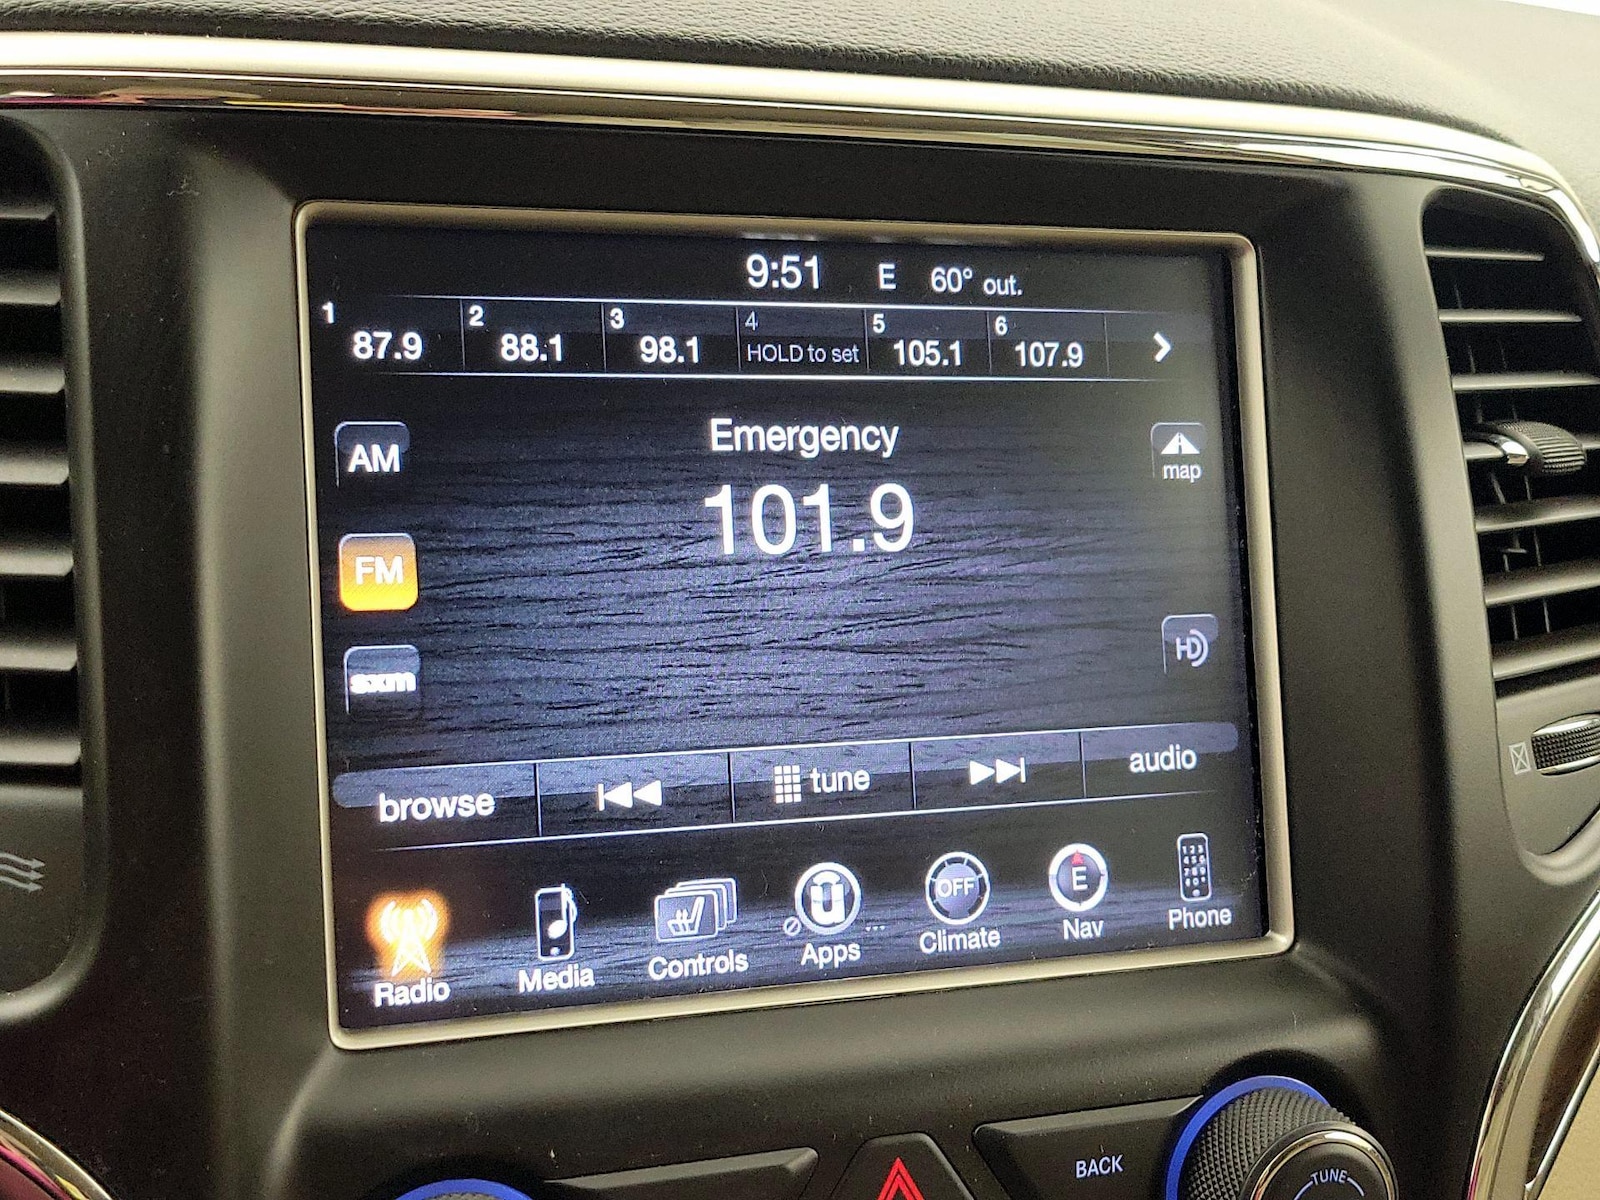 9:51 E 60° out.
1 2 3 4 5 6
87.9 88.1 98.1 HOLD to set 105.1 107.9
AM Emergency map
101.9
FM
sxm HD
browse tune audio
OFF E
Radio Media Controls Apps Climate Nav Phone
BACK TUNE